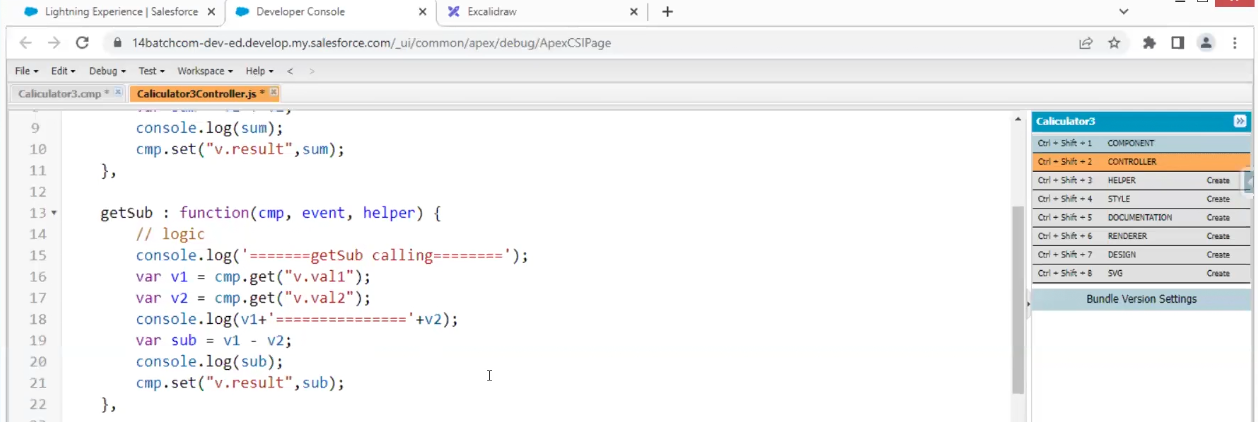 Lightning Experience | Salesforce
Developer Console
Excalidraw
14batchcom-dev-ed.develop.my.salesforce.com/_ui/common/apex/debug/ApexCSIPage
File Edit Debug Test Workspace Help < >
Caliculator3.cmp *
Caliculator3Controller.js *
9 console.log(sum);
10 cmp.set("v.result",sum);
11 },
12
13 getSub : function(cmp, event, helper) {
14 // logic
15 console.log('=======getSub calling========');
16 var v1 = cmp.get("v.val1");
17 var v2 = cmp.get("v.val2");
18 console.log(v1+'==============='+v2);
19 var sub = v1 - v2;
20 console.log(sub);
21 cmp.set("v.result",sub);
22 },
Caliculator3
Ctrl + Shift + 1 COMPONENT
Ctrl + Shift + 2 CONTROLLER
Ctrl + Shift + 3 HELPER Create
Ctrl + Shift + 4 STYLE Create
Ctrl + Shift + 5 DOCUMENTATION Create
Ctrl + Shift + 6 RENDERER Create
Ctrl + Shift + 7 DESIGN Create
Ctrl + Shift + 8 SVG Create
Bundle Version Settings